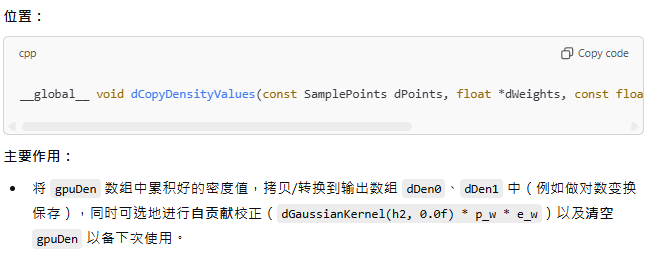 位置：
cpp
Copy code
__global__ void dCopyDensityValues(const SamplePoints dPoints, float *dWeights, const floa
主要作用：
• 将 gpuDen 数组中累积好的密度值，拷贝/转换到输出数组 dDen0、dDen1 中（例如做对数变换
保存），同时可选地进行自贡献校正（dGaussianKernel(h2, 0.0f) * p_w * e_w）以及清空
gpuDen 以备下次使用。